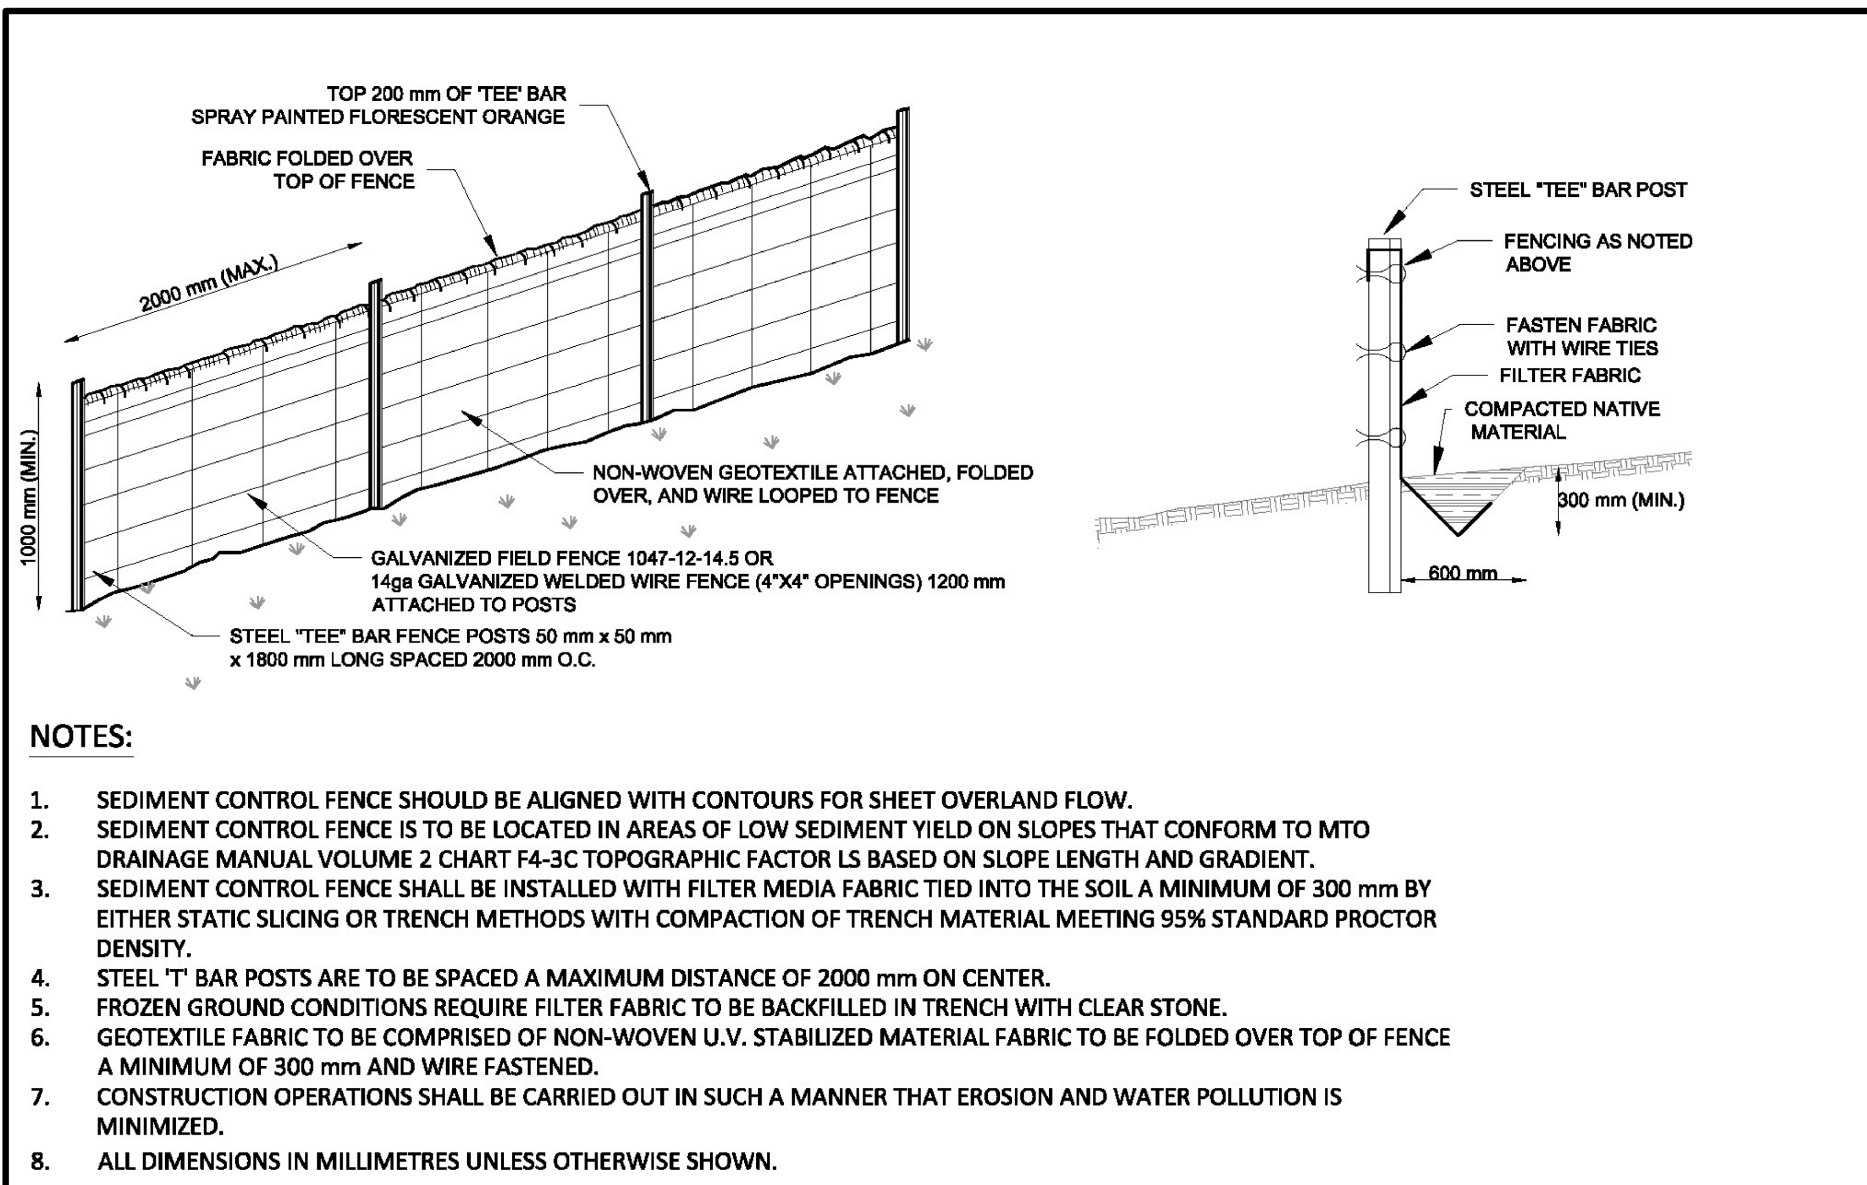 TOP 200 mm OF 'TEE' BAR
SPRAY PAINTED FLORESCENT ORANGE
FABRIC FOLDED OVER
TOP OF FENCE
2000 mm (MAX.)
1000 mm (MIN.)
NON-WOVEN GEOTEXTILE ATTACHED, FOLDED
OVER, AND WIRE LOOPED TO FENCE
GALVANIZED FIELD FENCE 1047-12-14.5 OR
14ga GALVANIZED WELDED WIRE FENCE (4"X4" OPENINGS) 1200 mm
ATTACHED TO POSTS
STEEL "TEE" BAR FENCE POSTS 50 mm x 50 mm
x 1800 mm LONG SPACED 2000 mm O.C.
STEEL "TEE" BAR POST
FENCING AS NOTED
ABOVE
FASTEN FABRIC
WITH WIRE TIES
FILTER FABRIC
COMPACTED NATIVE
MATERIAL
300 mm (MIN.)
600 mm
NOTES:
1. SEDIMENT CONTROL FENCE SHOULD BE ALIGNED WITH CONTOURS FOR SHEET OVERLAND FLOW.
2. SEDIMENT CONTROL FENCE IS TO BE LOCATED IN AREAS OF LOW SEDIMENT YIELD ON SLOPES THAT CONFORM TO MTO
DRAINAGE MANUAL VOLUME 2 CHART F4-3C TOPOGRAPHIC FACTOR LS BASED ON SLOPE LENGTH AND GRADIENT.
3. SEDIMENT CONTROL FENCE SHALL BE INSTALLED WITH FILTER MEDIA FABRIC TIED INTO THE SOIL A MINIMUM OF 300 mm BY
EITHER STATIC SLICING OR TRENCH METHODS WITH COMPACTION OF TRENCH MATERIAL MEETING 95% STANDARD PROCTOR
DENSITY.
4. STEEL 'T' BAR POSTS ARE TO BE SPACED A MAXIMUM DISTANCE OF 2000 mm ON CENTER.
5. FROZEN GROUND CONDITIONS REQUIRE FILTER FABRIC TO BE BACKFILLED IN TRENCH WITH CLEAR STONE.
6. GEOTEXTILE FABRIC TO BE COMPRISED OF NON-WOVEN U.V. STABILIZED MATERIAL FABRIC TO BE FOLDED OVER TOP OF FENCE
A MINIMUM OF 300 mm AND WIRE FASTENED.
7. CONSTRUCTION OPERATIONS SHALL BE CARRIED OUT IN SUCH A MANNER THAT EROSION AND WATER POLLUTION IS
MINIMIZED.
8. ALL DIMENSIONS IN MILLIMETRES UNLESS OTHERWISE SHOWN.